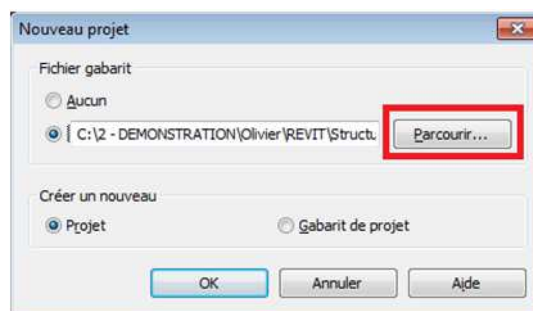 Nouveau projet
Fichier gabarit
Aucun
C:\2 - DEMONSTRATION\Olivier\REVIT\Structu
Parcourir...
Créer un nouveau
Projet
Gabarit de projet
OK
Annuler
Aide